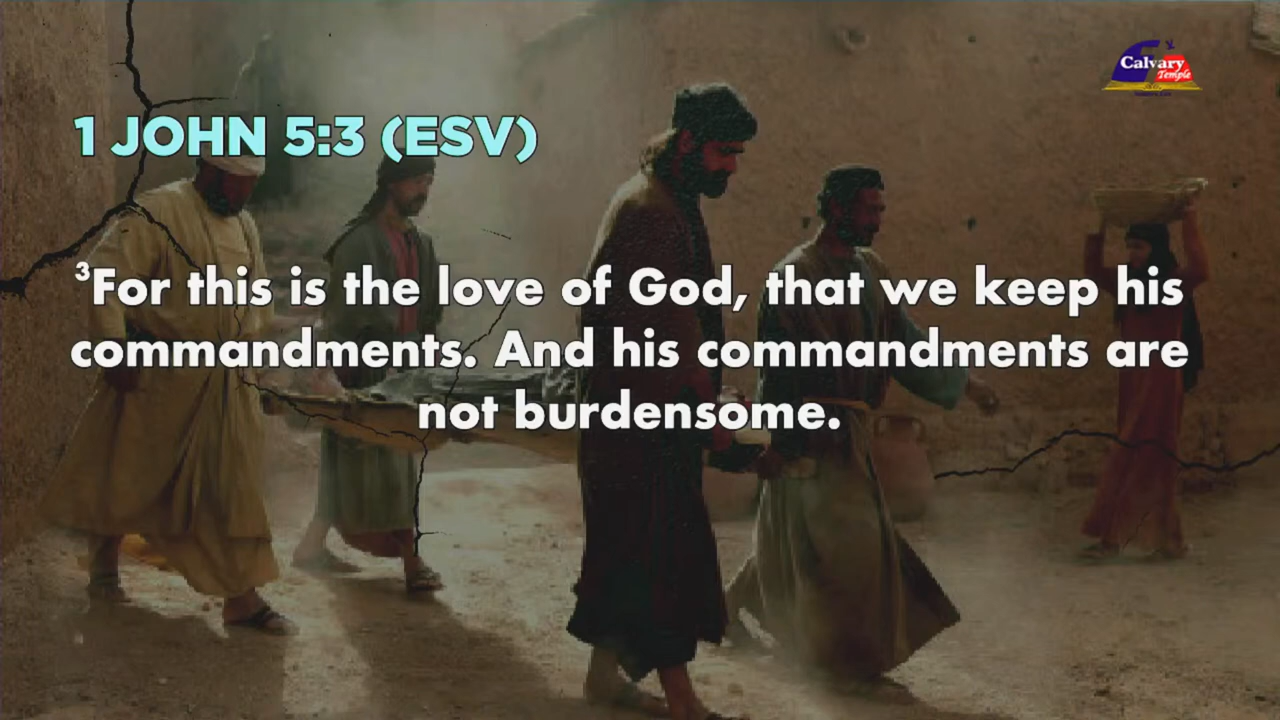 Calvary
Temple
1 JOHN 5:3 (ESV)
³For this is the love of God, that we keep his
commandments. And his commandments are
not burdensome.